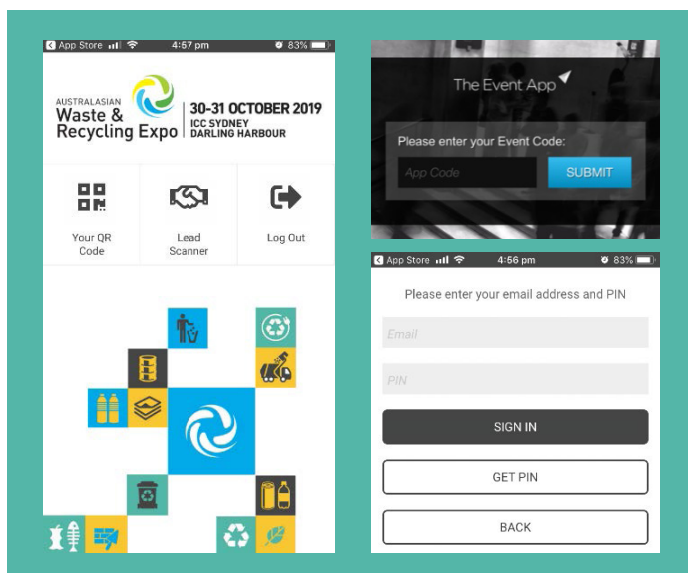 App Store
4:57 pm
83%
AUSTRALASIAN
Waste &
Recycling Expo
30-31 OCTOBER 2019
ICC SYDNEY
DARLING HARBOUR
Your QR
Code
Lead
Scanner
Log Out
The Event App
Please enter your Event Code:
App Code
SUBMIT
App Store
4:56 pm
83%
Please enter your email address and PIN
Email
PIN
SIGN IN
GET PIN
BACK